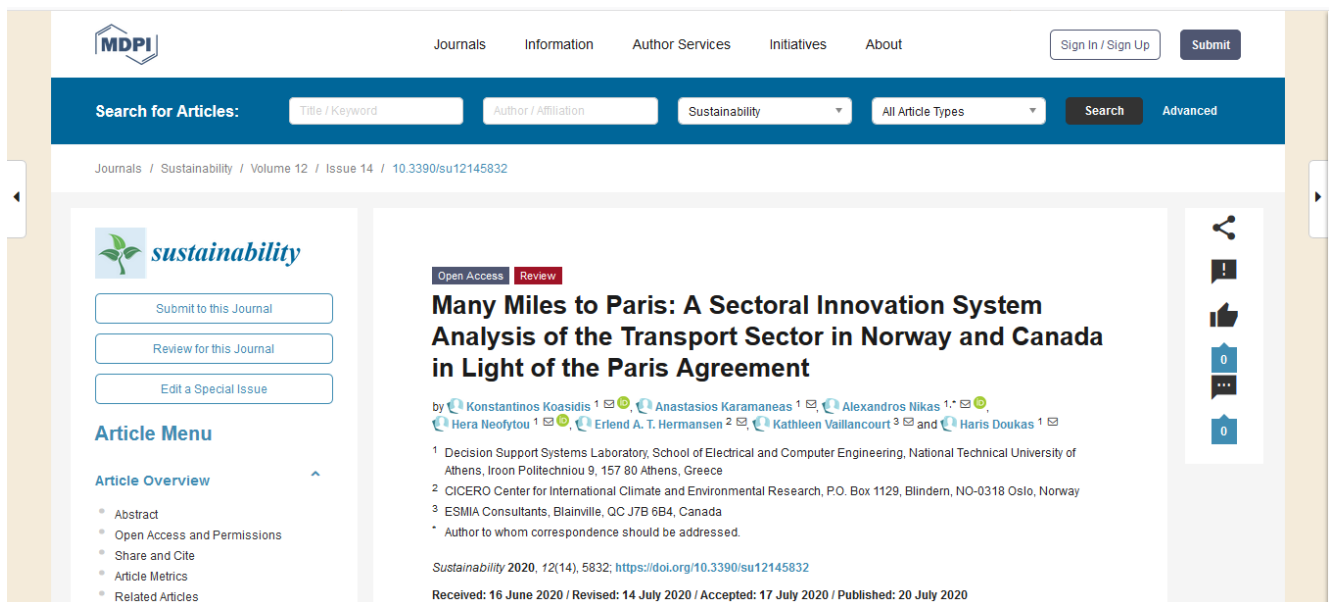 MDPI
Journals Information Author Services Initiatives About Sign In / Sign Up Submit
Search for Articles: Title / Keyword Author / Affiliation Sustainability All Article Types Search Advanced
Journals / Sustainability / Volume 12 / Issue 14 / 10.3390/su12145832
sustainability
Submit to this Journal
Review for this Journal
Edit a Special Issue
Article Menu
Article Overview
Abstract
Open Access and Permissions
Share and Cite
Article Metrics
Related Articles
Open Access Review
Many Miles to Paris: A Sectoral Innovation System
Analysis of the Transport Sector in Norway and Canada
in Light of the Paris Agreement
by Konstantinos Koasidis 1, Anastasios Karamaneas 1, Alexandros Nikas 1,*,
Hera Neofytou 1, Erlend A. T. Hermansen 2, Kathleen Vaillancourt 3 and Haris Doukas 1
1 Decision Support Systems Laboratory, School of Electrical and Computer Engineering, National Technical University of
Athens, Iroon Politechniou 9, 157 80 Athens, Greece
2 CICERO Center for International Climate and Environmental Research, P.O. Box 1129, Blindern, NO-0318 Oslo, Norway
3 ESMIA Consultants, Blainville, QC J7B 6B4, Canada
* Author to whom correspondence should be addressed.
Sustainability 2020, 12(14), 5832; https://doi.org/10.3390/su12145832
Received: 16 June 2020 / Revised: 14 July 2020 / Accepted: 17 July 2020 / Published: 20 July 2020
0
0